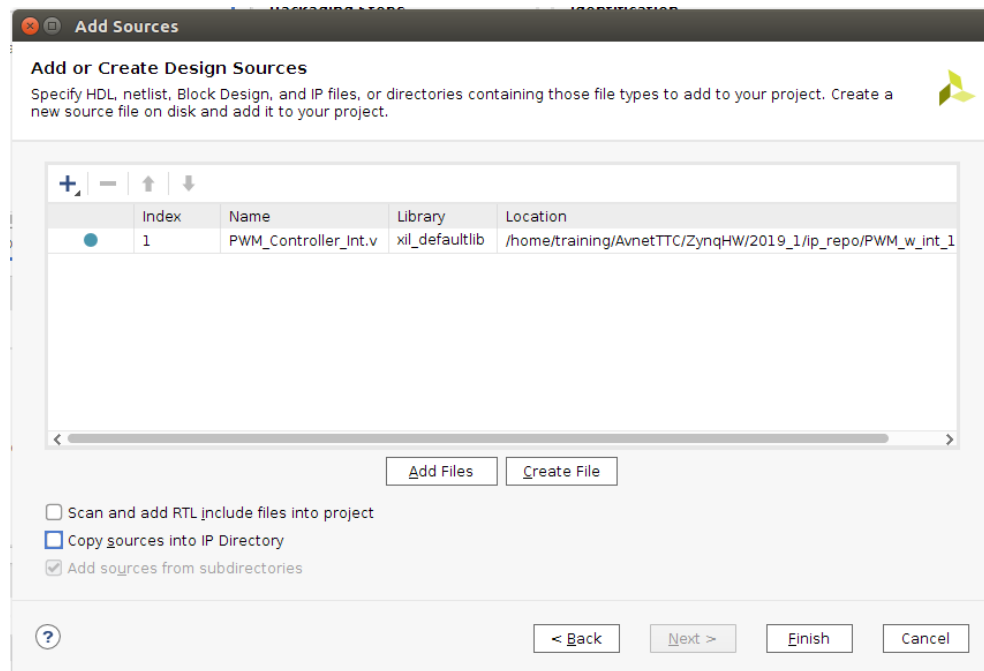 Add Sources
Add or Create Design Sources
Specify HDL, netlist, Block Design, and IP files, or directories containing those file types to add to your project. Create a
new source file on disk and add it to your project.
Index Name Library Location
1 PWM_Controller_Int.v xil_defaultlib /home/training/AvnetTTC/ZynqHW/2019_1/ip_repo/PWM_w_int_1
Add Files Create File
Scan and add RTL include files into project
Copy sources into IP Directory
Add sources from subdirectories
? < Back Next > Finish Cancel